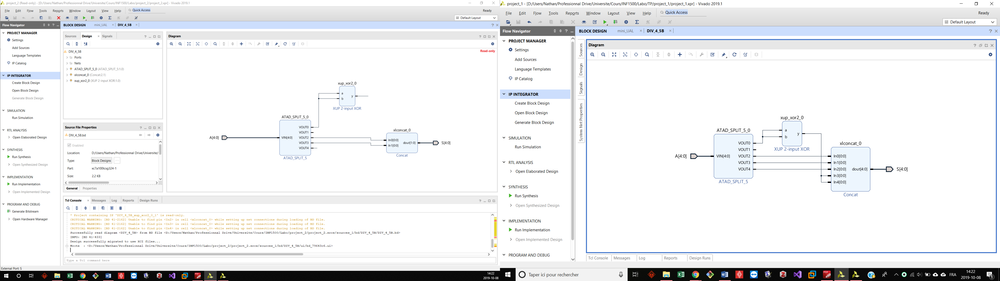 project_2 (Read-only) - [D:/Users/Nathan/Professionnal Drive/Universite/Cours/INF1500/Labo/project_2/project_2.xpr] - Vivado 2019.1
File Edit Flow Tools Reports Window Layout View Help Quick Access
Ready
Default Layout
Flow Navigator
PROJECT MANAGER
Settings
Add Sources
Language Templates
IP Catalog
IP INTEGRATOR
Create Block Design
Open Block Design
Generate Block Design
SIMULATION
Run Simulation
RTL ANALYSIS
Open Elaborated Design
SYNTHESIS
Run Synthesis
Open Synthesized Design
IMPLEMENTATION
Run Implementation
Open Implemented Design
PROGRAM AND DEBUG
Generate Bitstream
Open Hardware Manager
External Port: S
BLOCK DESIGN mini_UAL DIV_4_5B
Sources Design Signals
DIV_4_5B
Ports
Nets
ATAD_SPLIT_5_0 (ATAD_SPLIT_5:1.0)
xlconcat_0 (Concat:2.1)
xup_xor2_0 (XUP 2-input XOR:1.0)
Source File Properties
DIV_4_5B.bd
Enabled
Location: D:/Users/Nathan/Professionnal Drive/Universite/
Type: Block Designs ...
Part: xc7a100tcsg324-1
Size: 2.2 KB
General Properties
Diagram
Read-only
xup_xor2_0
a
b
y
XUP 2-input XOR
ATAD_SPLIT_5_0
VOUT0
VOUT1
VIN[4:0] VOUT2
VOUT3
VOUT4
ATAD_SPLIT_5
A[4:0]
xlconcat_0
In0[0:0]
In1[0:0]
dout[1:0]
Concat
S[4:0]
Tcl Console Messages Log Reports Design Runs
* Project containing IP 'DIV_4_5B_xup_xor2_0_1' is read-only.
CRITICAL WARNING: [BD 41-2162] Unable to find pin <In2> in cell <xlconcat_0> while setting up net connections during loading of BD file.
CRITICAL WARNING: [BD 41-2162] Unable to find pin <In3> in cell <xlconcat_0> while setting up net connections during loading of BD file.
CRITICAL WARNING: [BD 41-2162] Unable to find pin <In4> in cell <xlconcat_0> while setting up net connections during loading of BD file.
Successfully read diagram <DIV_4_5B> from BD file <D:/Users/Nathan/Professionnal Drive/Universite/Cours/INF1500/Labo/project_2/project_2.srcs/sources_1/bd/DIV_4_5B/DIV_4_5B.bd>
INFO: [BD 41-433]
Design successfully migrated to use XCI files...
Wrote : <D:/Users/Nathan/Professionnal Drive/Universite/Cours/INF1500/Labo/project_2/project_2.srcs/sources_1/bd/DIV_4_5B/ui/bd_79643c6.ui>
Type a Tcl command here
14:22
2019-10-08
project_1 - [D:/Users/Nathan/Professionnal Drive/Universite/Cours/INF1500/Labo/TP/project_1/project_1.xpr] - Vivado 2019.1
File Edit Flow Tools Reports Window Layout View Help Quick Access
Ready
Default Layout
Flow Navigator
PROJECT MANAGER
Settings
Add Sources
Language Templates
IP Catalog
IP INTEGRATOR
Create Block Design
Open Block Design
Generate Block Design
SIMULATION
Run Simulation
RTL ANALYSIS
Open Elaborated Design
SYNTHESIS
Run Synthesis
Open Synthesized Design
IMPLEMENTATION
Run Implementation
Open Implemented Design
PROGRAM AND DEBUG
BLOCK DESIGN mini_UAL DIV_4_5B
Sources
Design
Signals
System Net Properties
Diagram
xup_xor2_0
a
b
y
XUP 2-input XOR
ATAD_SPLIT_5_0
VOUT0
VOUT1
VIN[4:0] VOUT2
VOUT3
VOUT4
ATAD_SPLIT_5
A[4:0]
xlconcat_0
In0[0:0]
In1[0:0]
In2[0:0] dout[4:0]
In3[0:0]
In4[0:0]
Concat
S[4:0]
Tcl Console Messages Log Reports Design Runs
Taper ici pour rechercher
FRA
14:22
2019-10-08